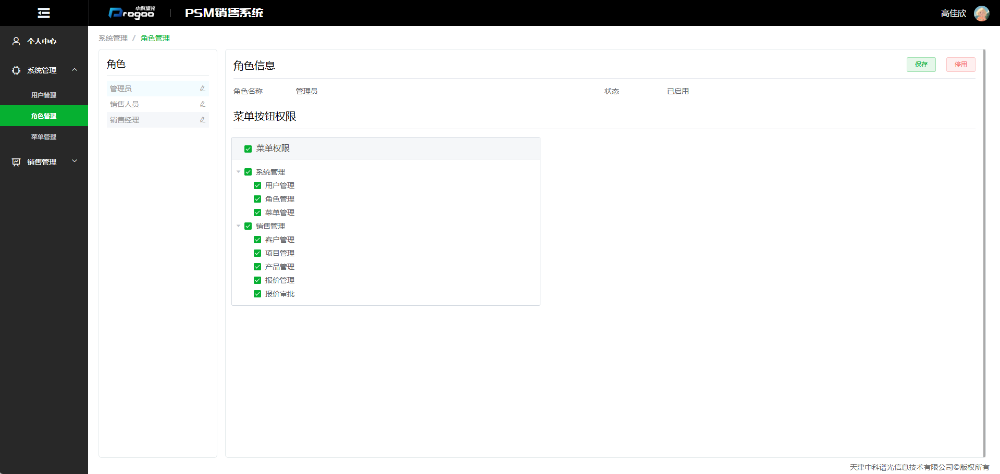 中科谱光
Progoo
PSM销售系统
高佳欣
个人中心
系统管理
用户管理
角色管理
菜单管理
销售管理
系统管理 / 角色管理
角色
管理员
销售人员
销售经理
角色信息
保存
停用
角色名称 管理员 状态 已启用
菜单按钮权限
菜单权限
系统管理
用户管理
角色管理
菜单管理
销售管理
客户管理
项目管理
产品管理
报价管理
报价审批
天津中科谱光信息技术有限公司©版权所有